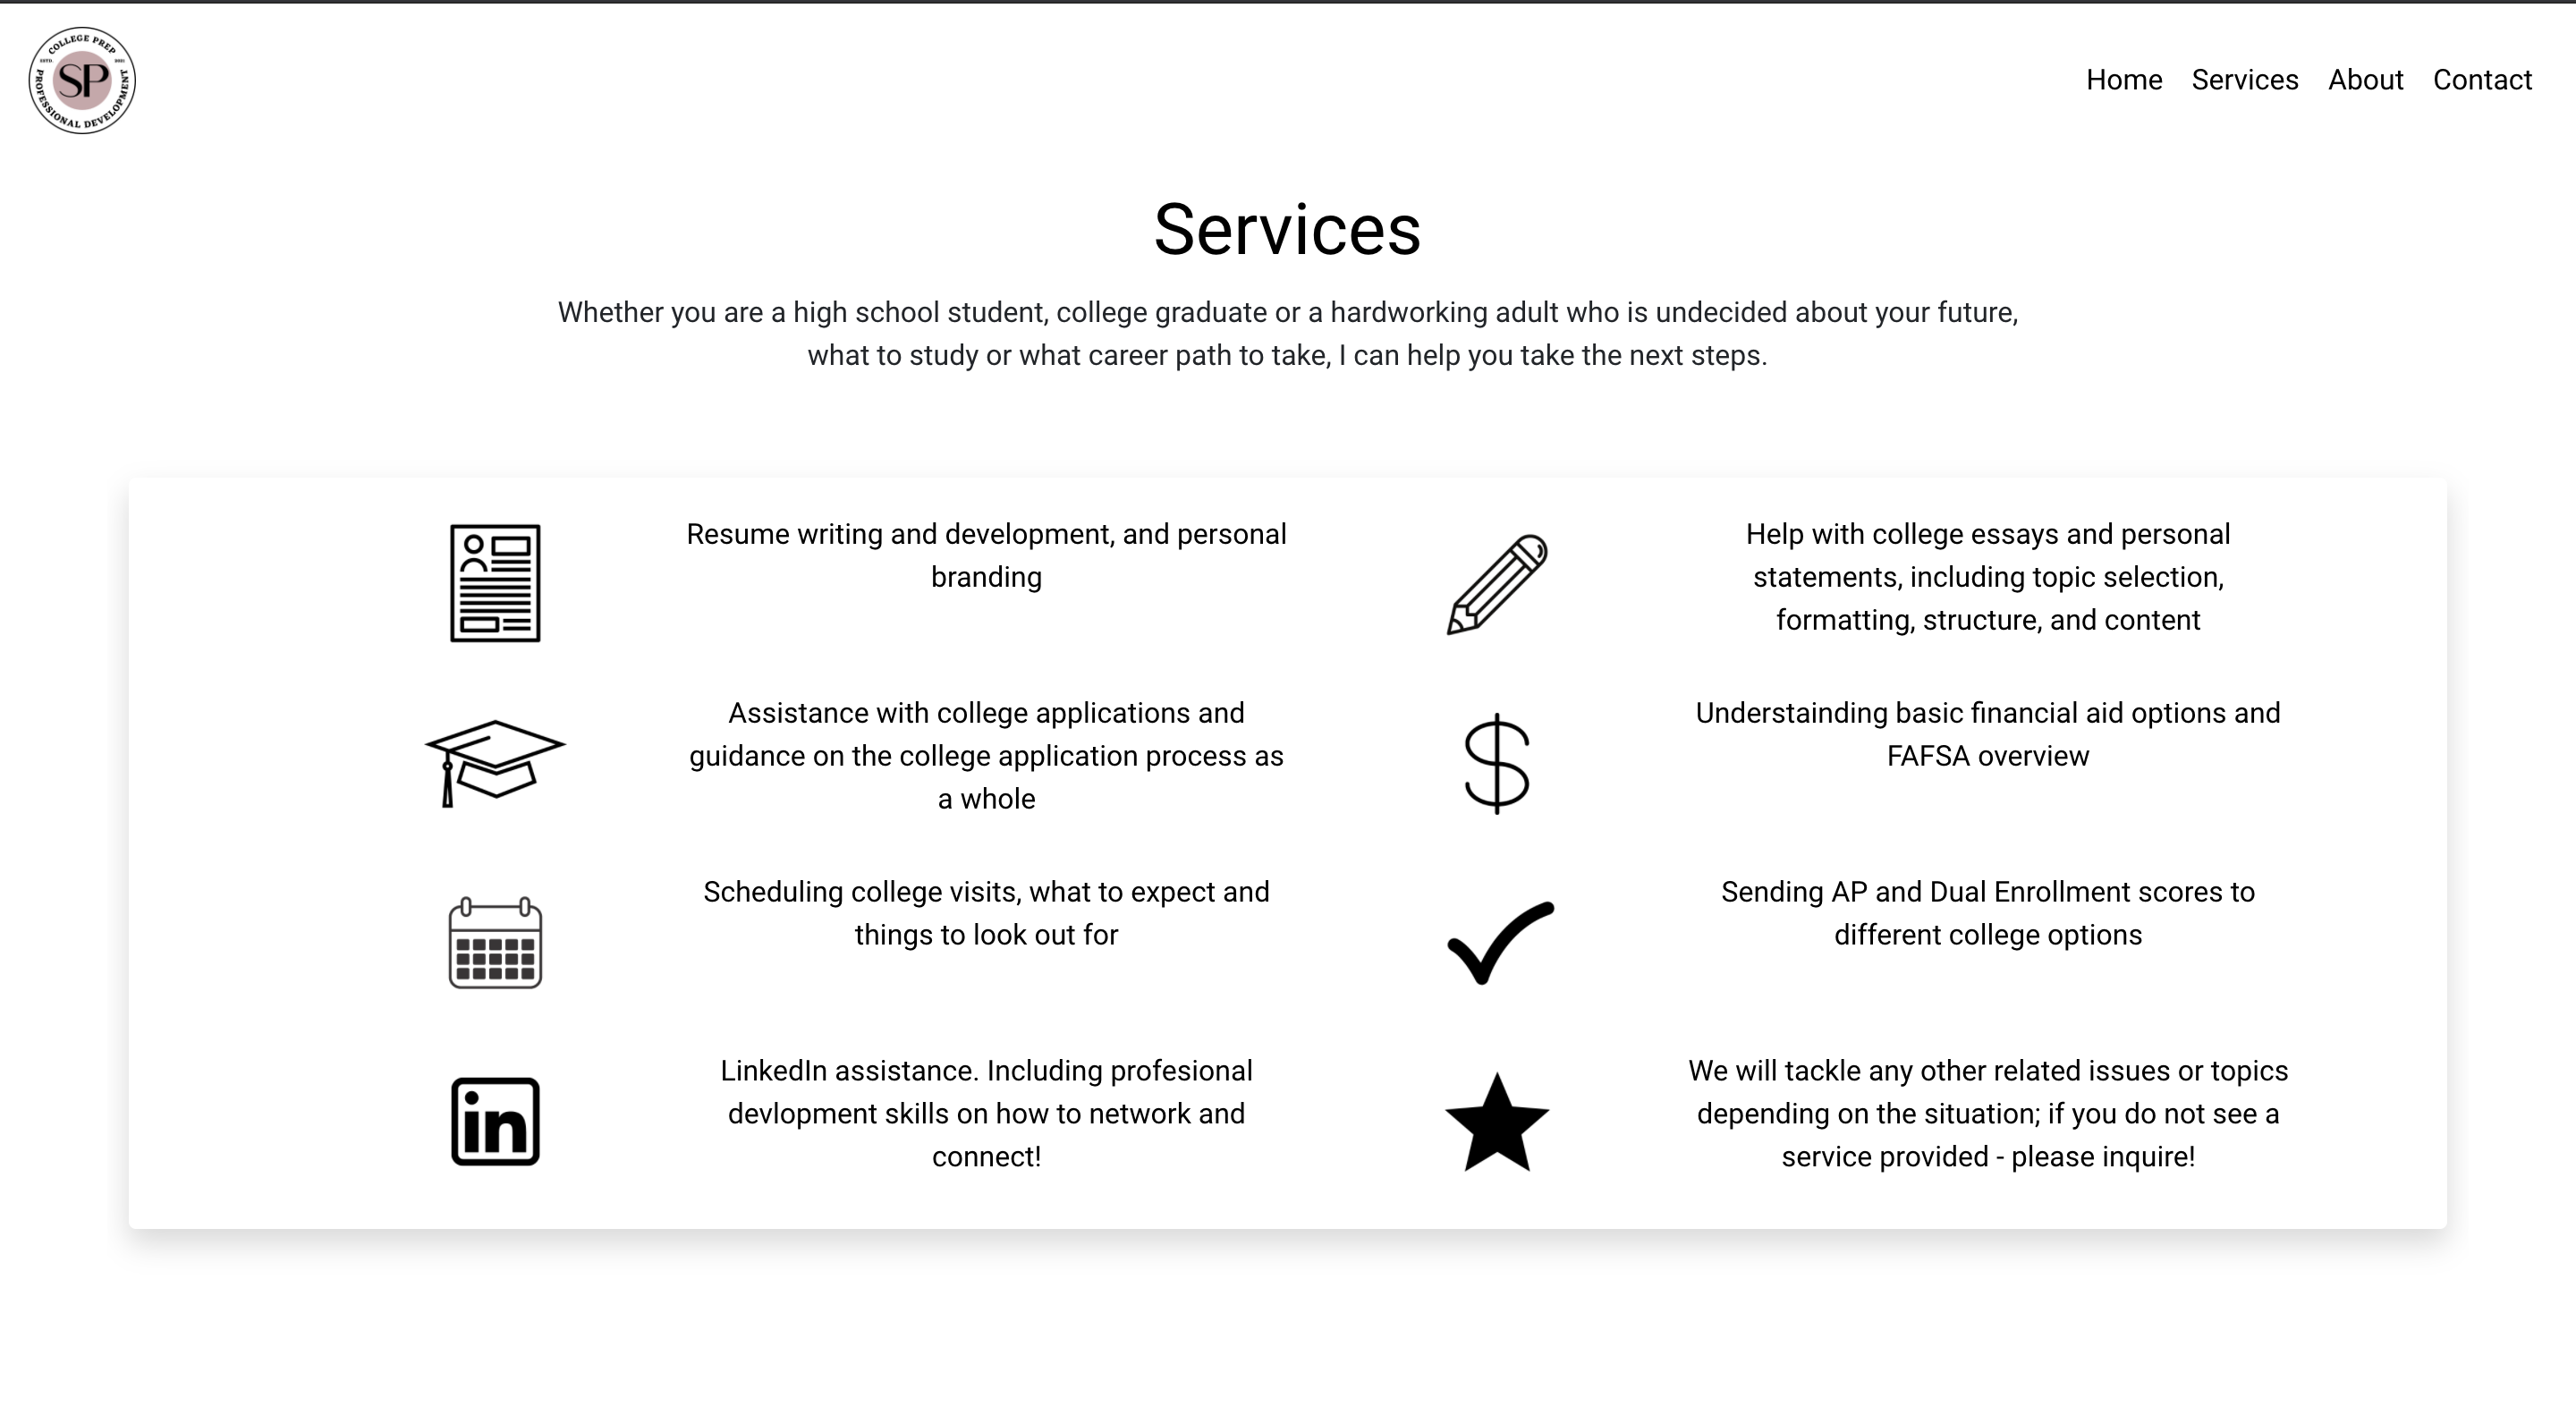 COLLEGE PREP
ESTD. 2021
SP
PROFESSIONAL DEVELOPMENT
Home Services About Contact
Services
Whether you are a high school student, college graduate or a hardworking adult who is undecided about your future,
what to study or what career path to take, I can help you take the next steps.
Resume writing and development, and personal
branding
Help with college essays and personal
statements, including topic selection,
formatting, structure, and content
Assistance with college applications and
guidance on the college application process as
a whole
Understainding basic financial aid options and
FAFSA overview
Scheduling college visits, what to expect and
things to look out for
Sending AP and Dual Enrollment scores to
different college options
in
LinkedIn assistance. Including profesional
devlopment skills on how to network and
connect!
We will tackle any other related issues or topics
depending on the situation; if you do not see a
service provided - please inquire!